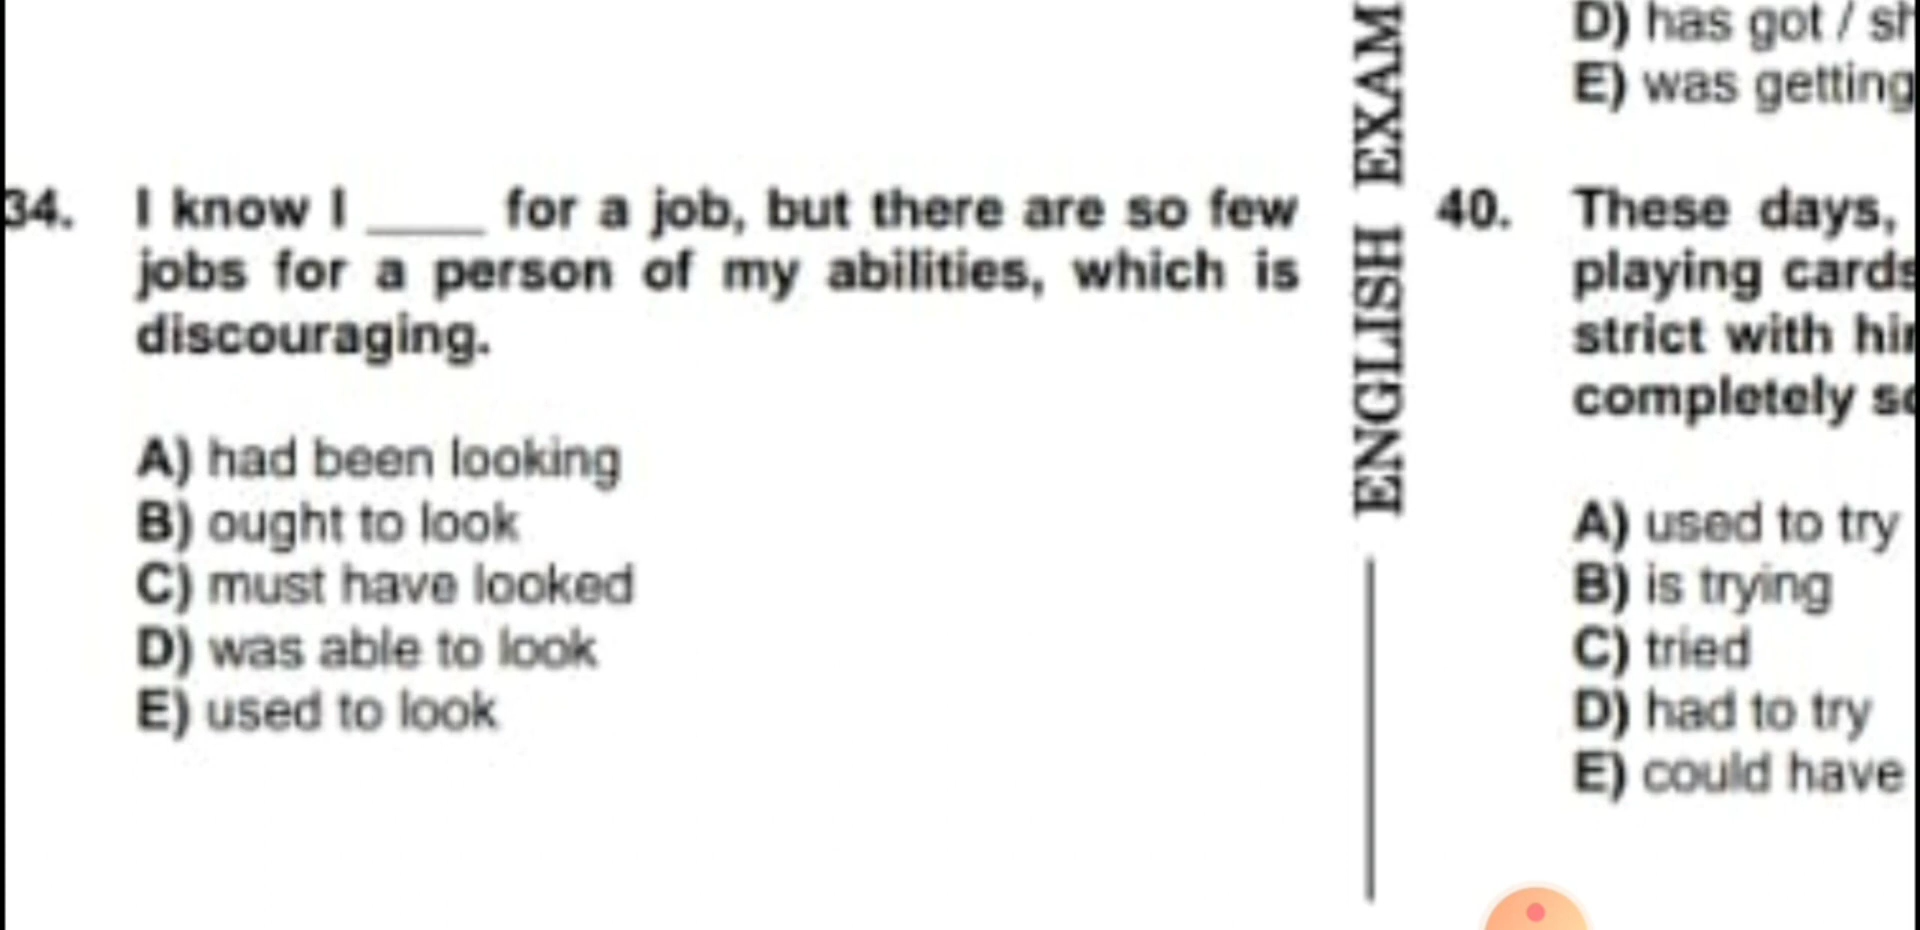 34. I know I ____ for a job, but there are so few
jobs for a person of my abilities, which is
discouraging.
A) had been looking
B) ought to look
C) must have looked
D) was able to look
E) used to look
ENGLISH EXAM
D) has got /
E) was getting
40. These days,
playing cards
strict with
completely
A) used to try
B) is trying
C) tried
D) had to try
E) could have